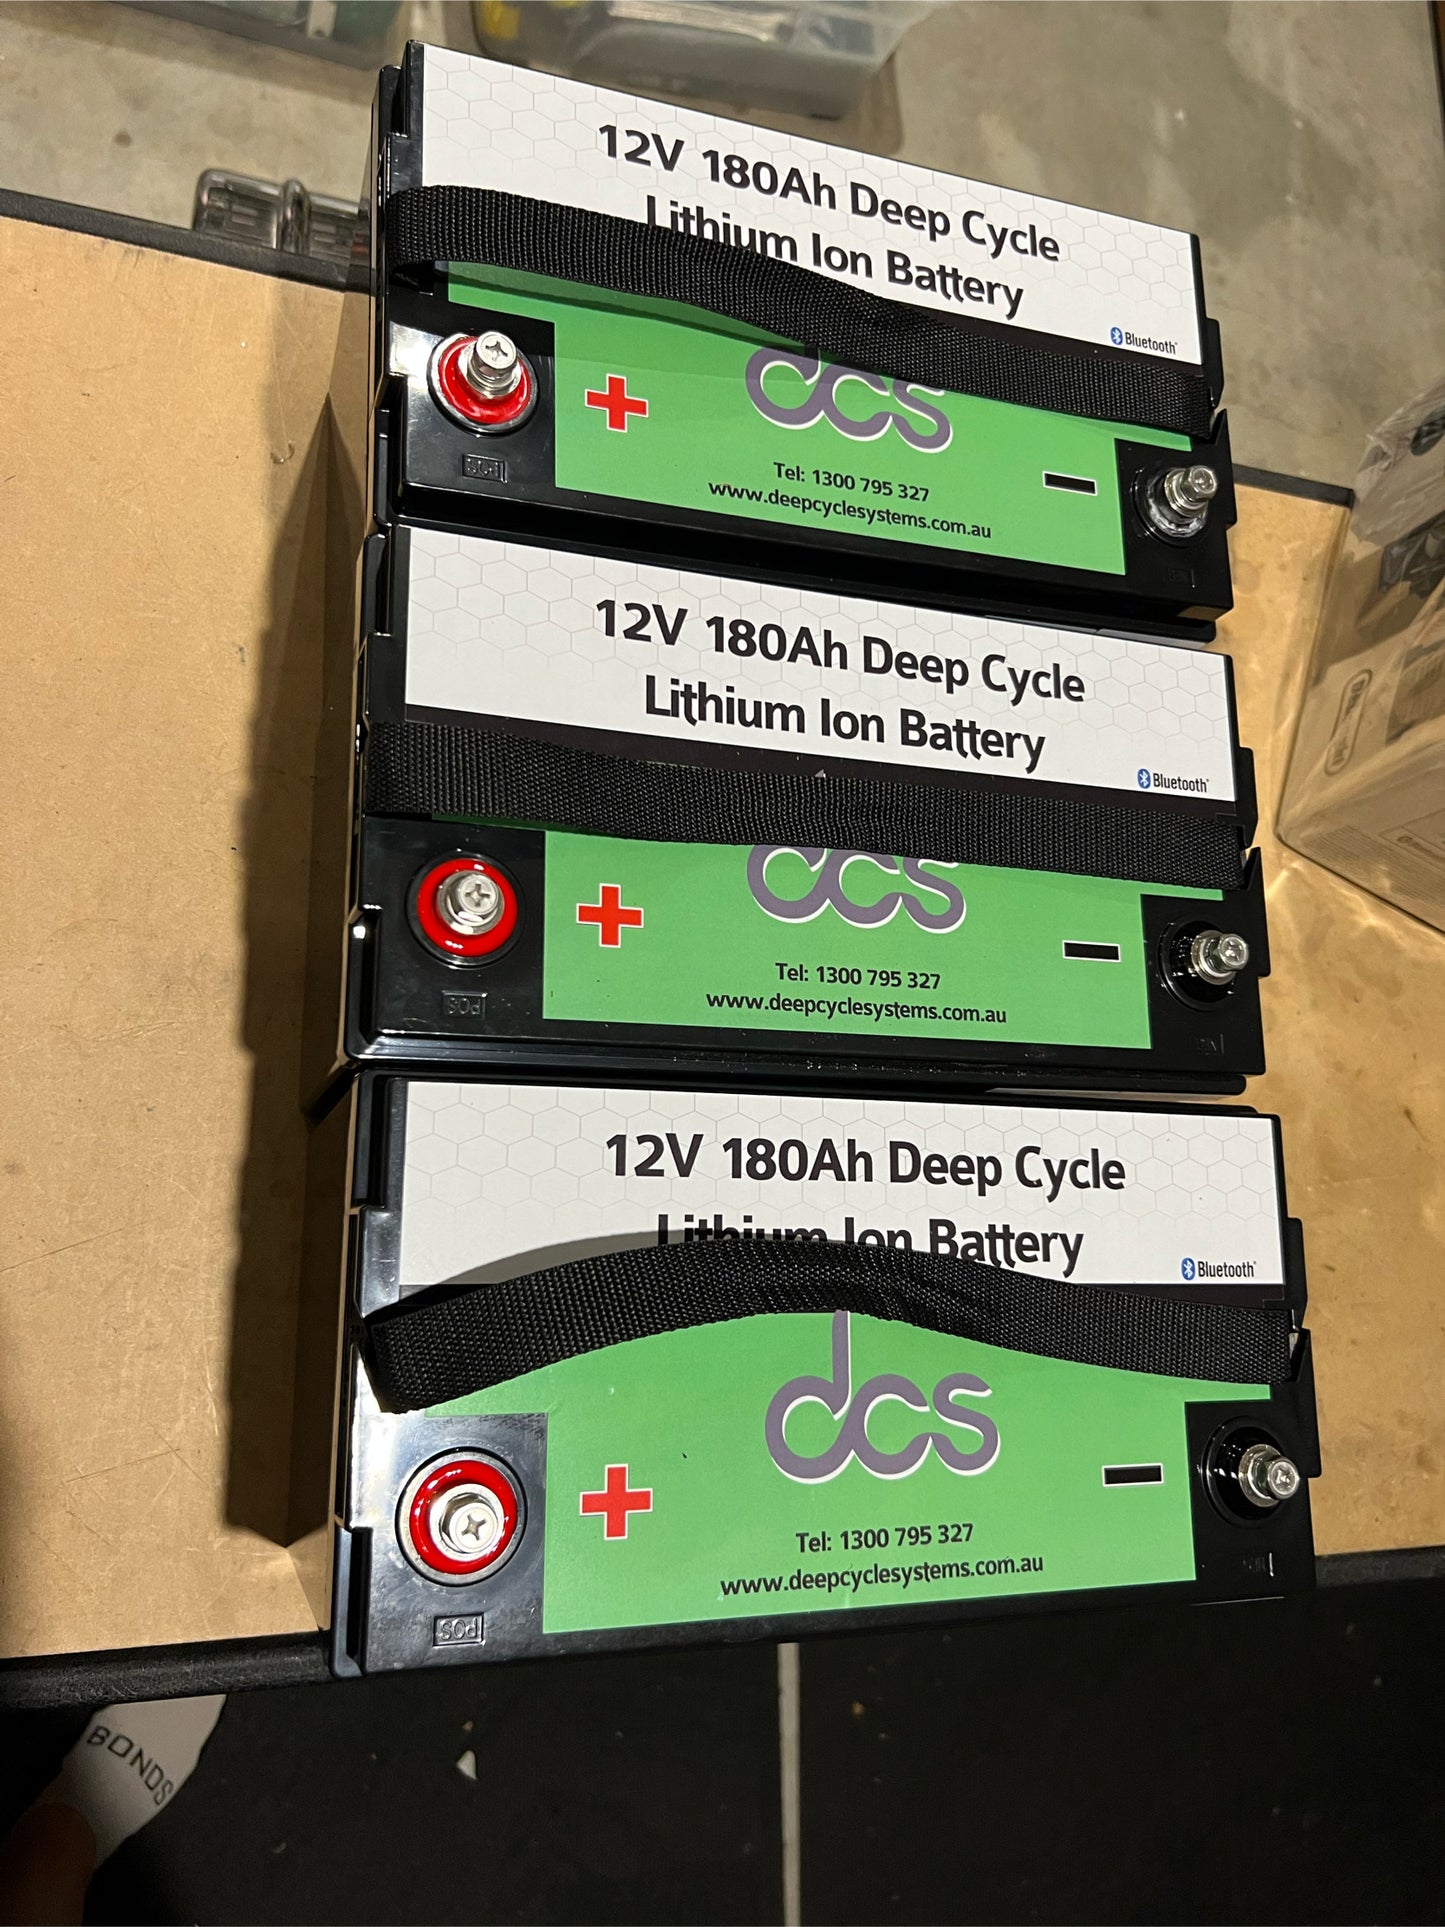 12V 180Ah Deep Cycle
Lithium Ion Battery
Bluetooth
dcs
Tel: 1300 795 327
www.deepcyclesystems.com.au
POS
12V 180Ah Deep Cycle
Lithium Ion Battery
Bluetooth
dcs
Tel: 1300 795 327
www.deepcyclesystems.com.au
POS
12V 180Ah Deep Cycle
Lithium Ion Battery
Bluetooth
dcs
Tel: 1300 795 327
www.deepcyclesystems.com.au
POS
BONDS